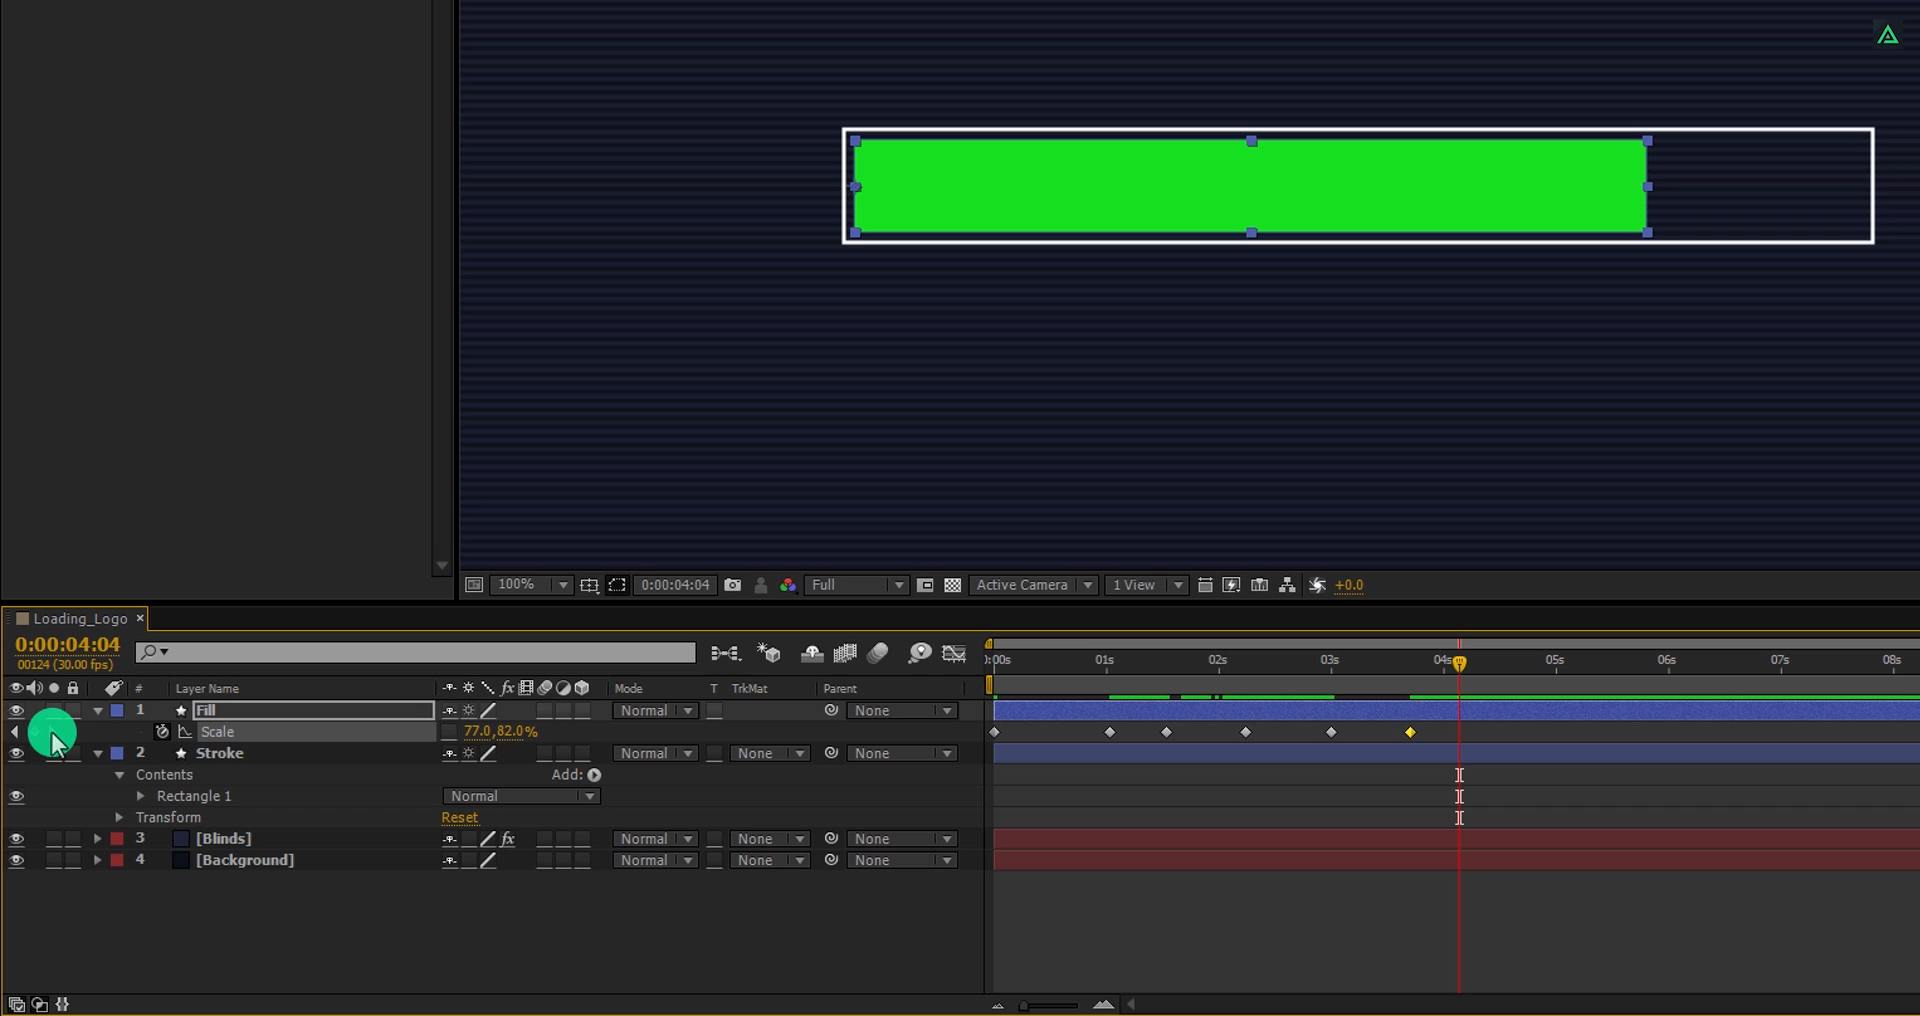 100% 0:00:04:04 Full Active Camera 1 View +0.0
Loading_Logo ×
0:00:04:04
00124 (30.00 fps)
):00s 01s 02s 03s 04s 05s 06s 07s 08s
# Layer Name fx Mode T TrkMat Parent
1 Fill Normal None
Scale 77.0,82.0%
2 Stroke Normal None None
Contents Add:
Rectangle 1 Normal
Transform Reset
3 [Blinds] fx Normal None None
4 [Background] Normal None None